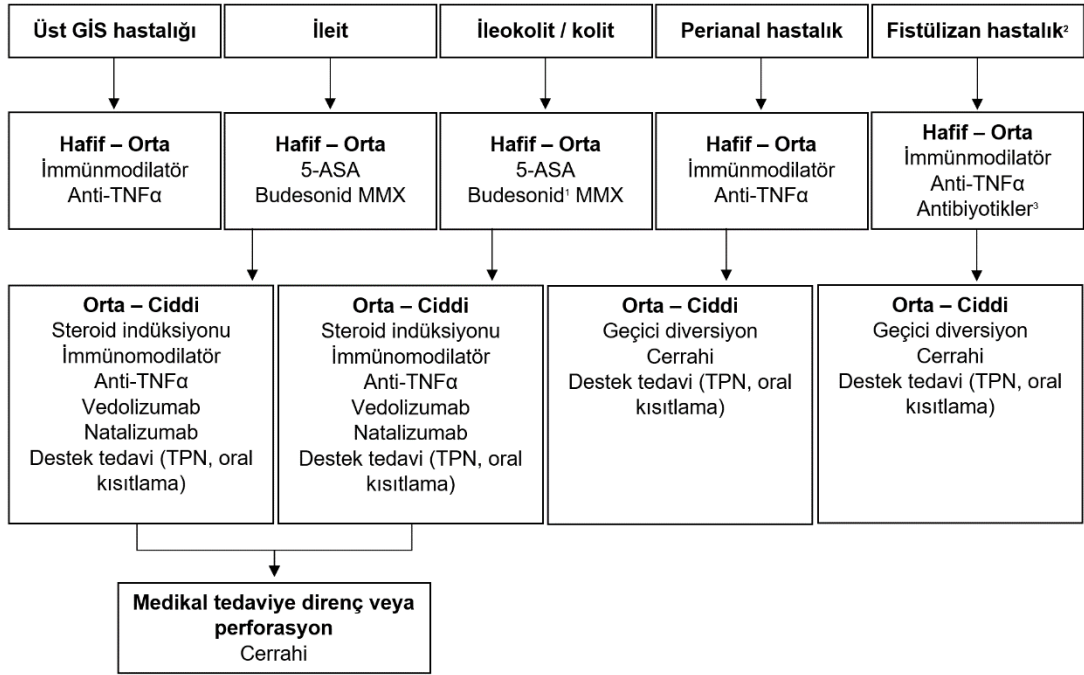 Üst GİS hastalığı
İleit
İleokolit / kolit
Perianal hastalık
Fistülizan hastalık²
Hafif – Orta
İmmünmodilatör
Anti-TNFα
Hafif – Orta
5-ASA
Budesonid MMX
Hafif – Orta
5-ASA
Budesonid¹ MMX
Hafif – Orta
İmmünmodilatör
Anti-TNFα
Hafif – Orta
İmmünmodilatör
Anti-TNFα
Antibiyotikler³
Orta – Ciddi
Steroid indüksiyonu
İmmünomodilatör
Anti-TNFα
Vedolizumab
Natalizumab
Destek tedavi (TPN, oral
kısıtlama)
Orta – Ciddi
Steroid indüksiyonu
İmmünomodilatör
Anti-TNFα
Vedolizumab
Natalizumab
Destek tedavi (TPN, oral
kısıtlama)
Orta – Ciddi
Geçici diversiyon
Cerrahi
Destek tedavi (TPN, oral
kısıtlama)
Orta – Ciddi
Geçici diversiyon
Cerrahi
Destek tedavi (TPN, oral
kısıtlama)
Medikal tedaviye direnç veya
perforasyon
Cerrahi